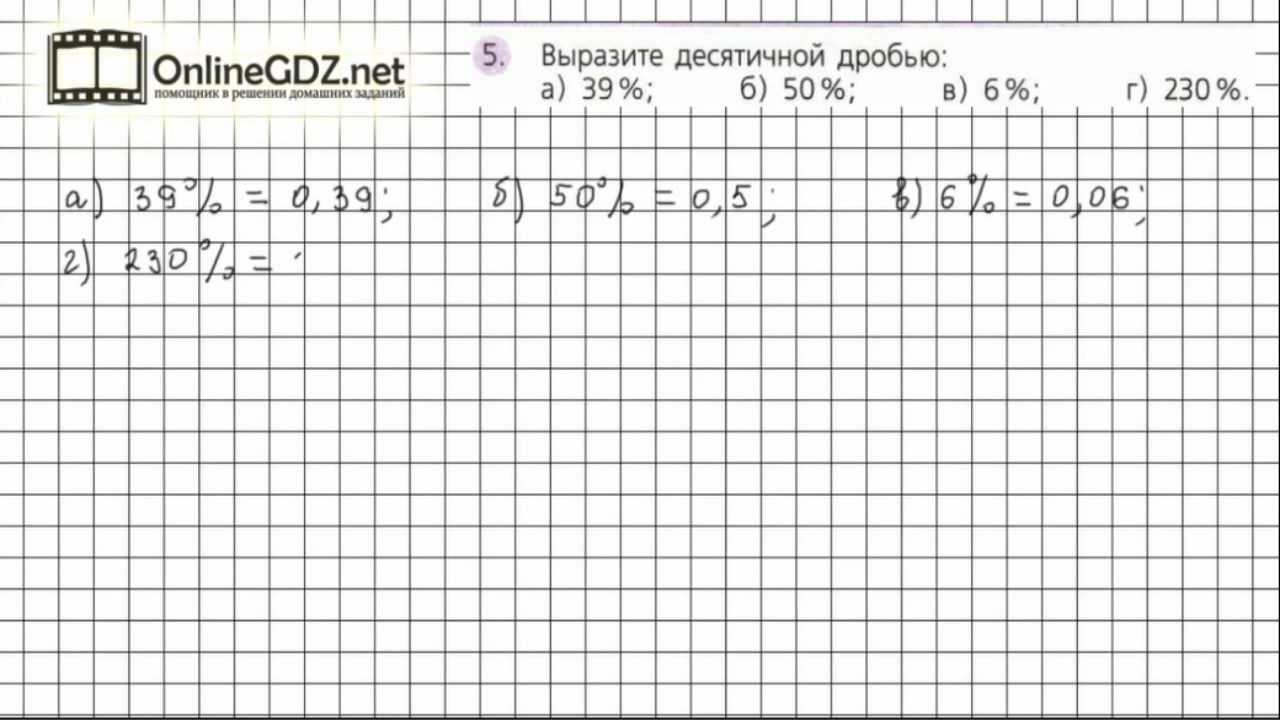 OnlineGDZ.net
помощник в решении домашних заданий
5. Выразите десятичной дробью:
а) 39 %; б) 50 %; в) 6 %; г) 230 %.
а) 39% = 0,39; б) 50% = 0,5; в) 6% = 0,06;
г) 230% =